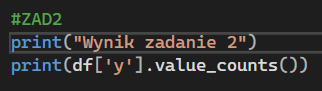 #ZAD2
print("Wynik zadanie 2")
print(df['y'].value_counts())